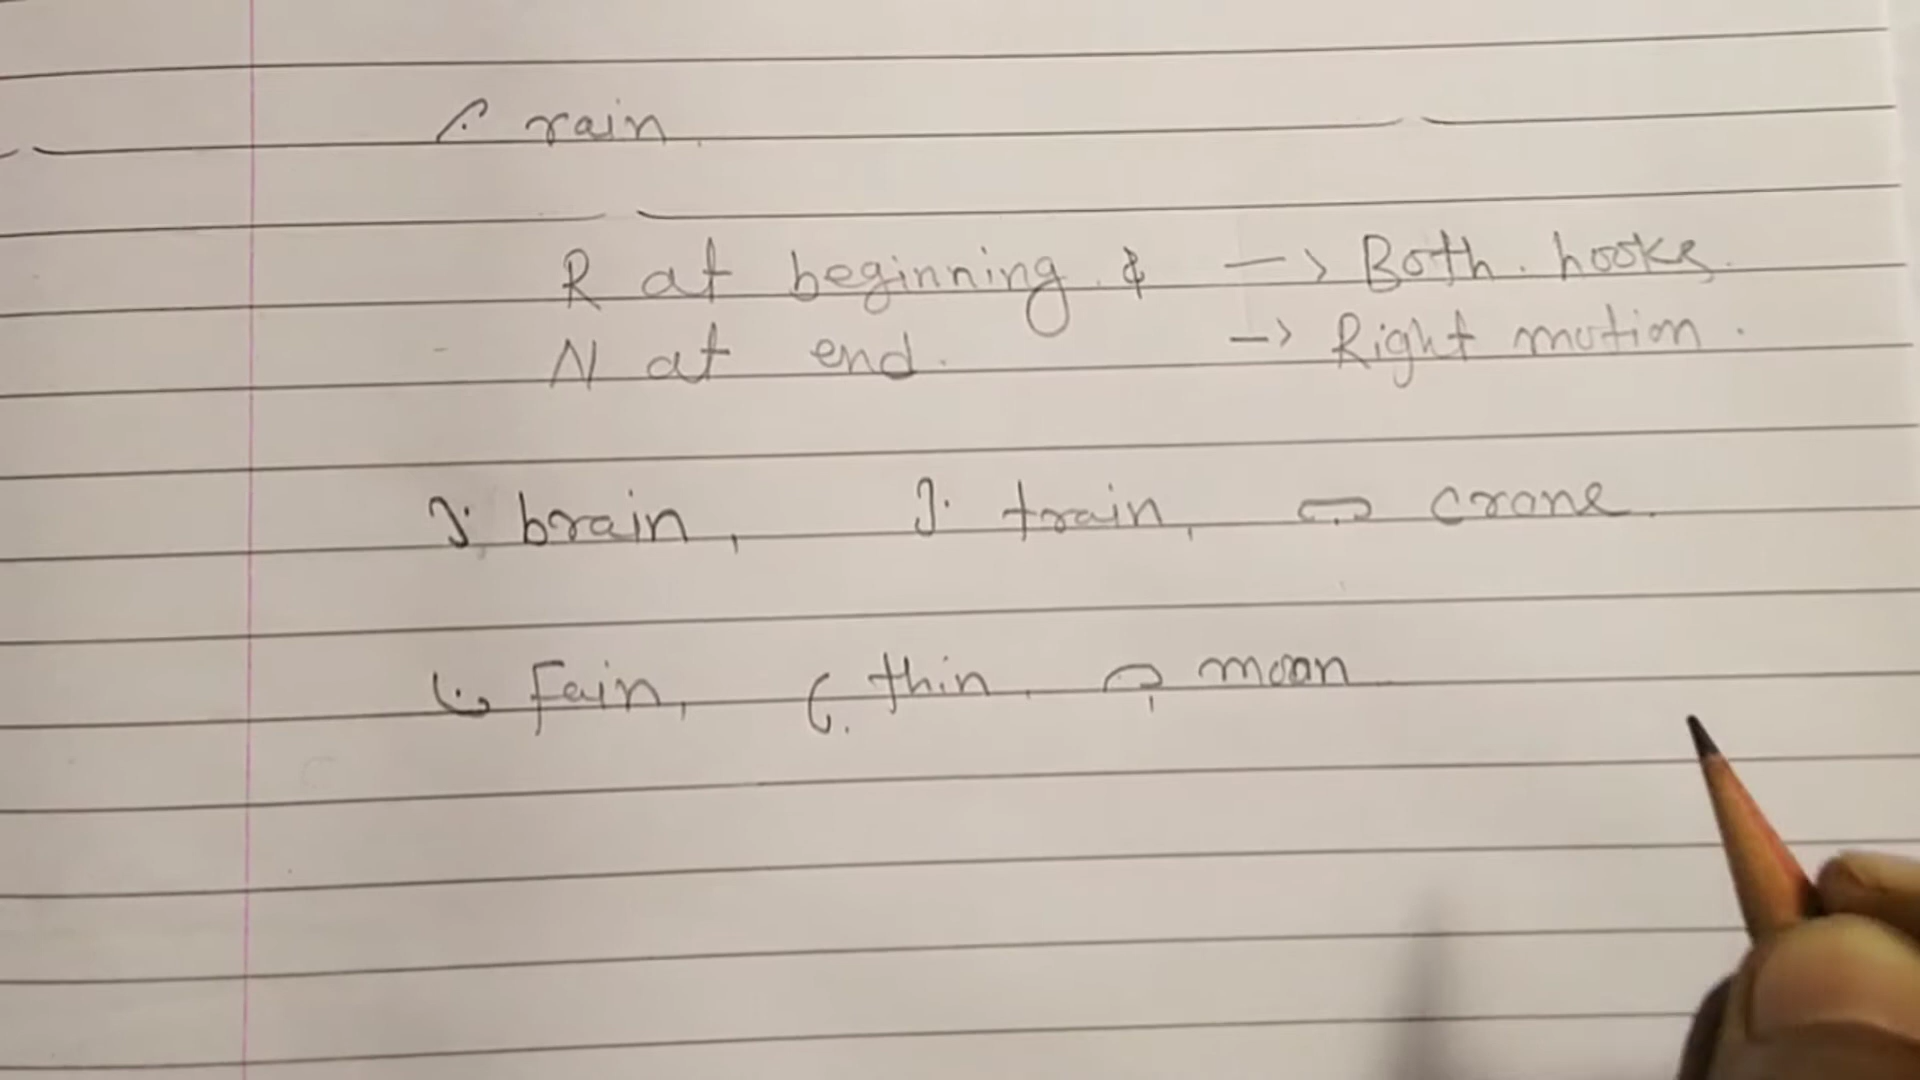 rain
R at beginning & → Both hooks.
N at end. → Right motion.
brain, train, crane.
Fain, thin, moon